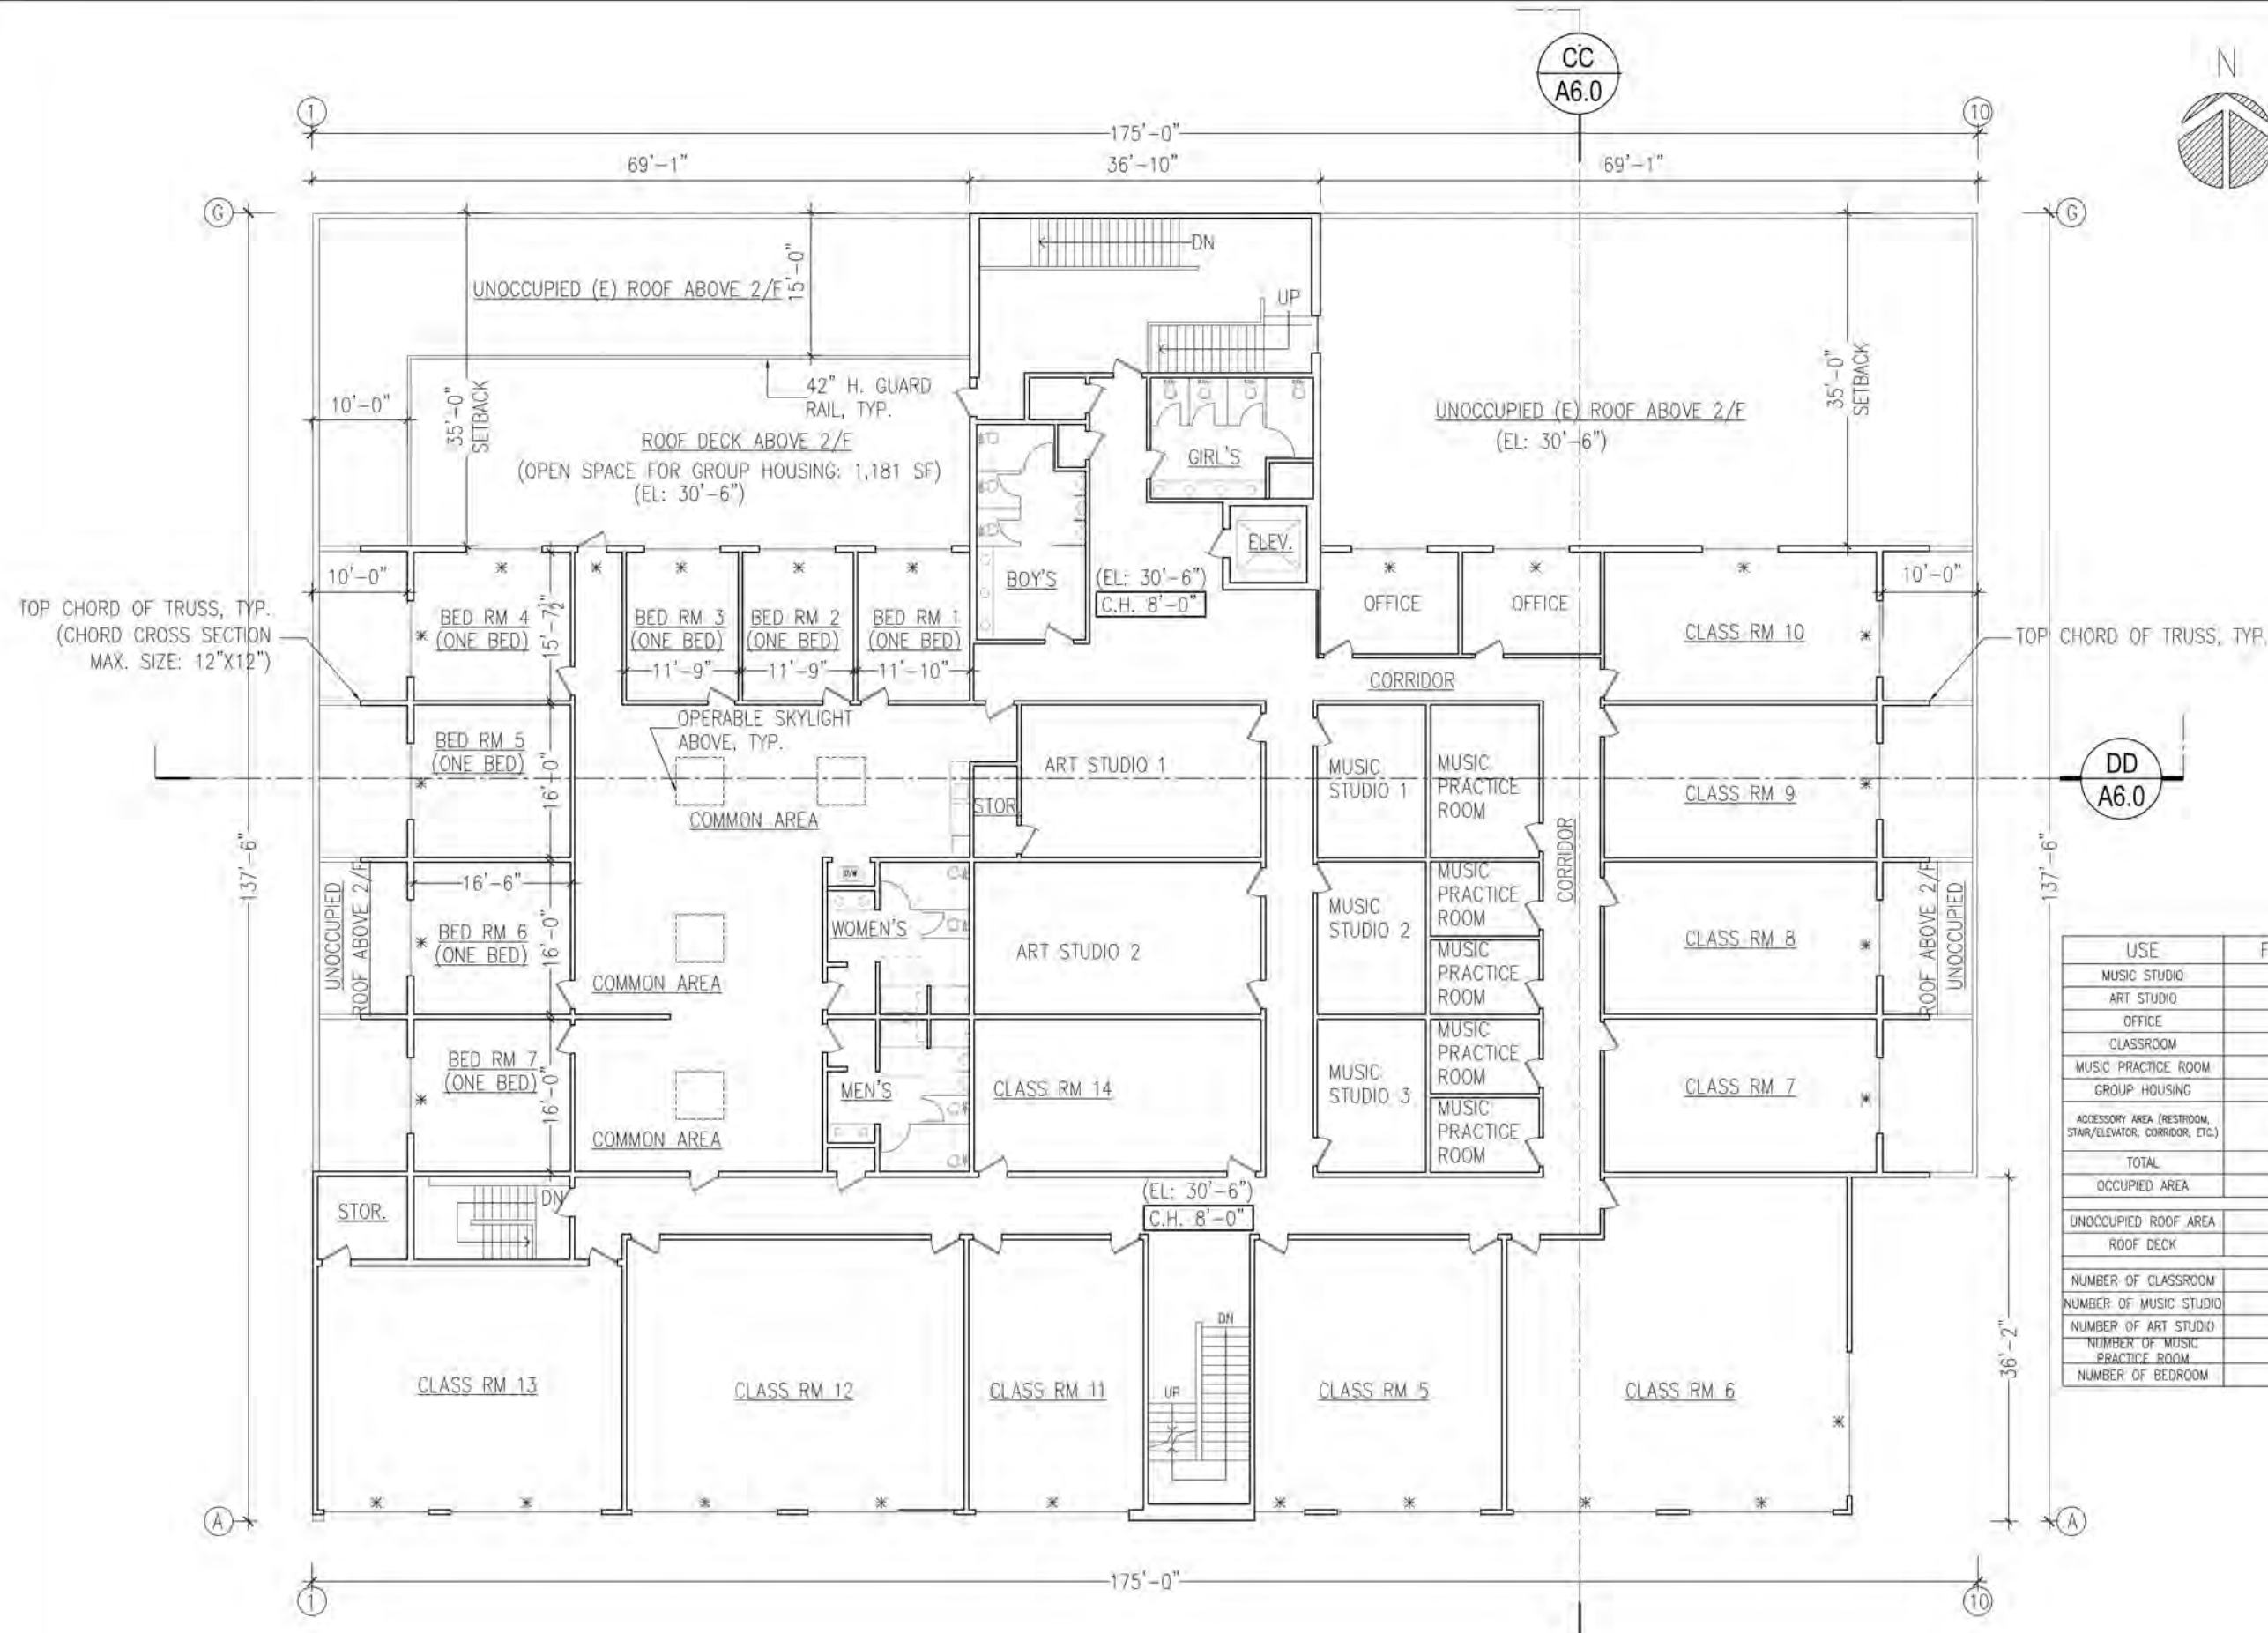 CC
A6.0
N
1
10
175'-0"
69'-1"
36'-10"
69'-1"
G
G
DN
UNOCCUPIED (E) ROOF ABOVE 2/F
15'-0"
UP
35'-0"
SETBACK
42" H. GUARD
RAIL, TYP.
10'-0"
35'-0"
SETBACK
UNOCCUPIED (E) ROOF ABOVE 2/F
(EL: 30'-6")
ROOF DECK ABOVE 2/F
(OPEN SPACE FOR GROUP HOUSING: 1,181 SF)
(EL: 30'-6")
GIRL'S
ELEV.
BOY'S
(EL: 30'-6")
C.H. 8'-0"
10'-0"
10'-0"
TOP CHORD OF TRUSS, TYP.
(CHORD CROSS SECTION
MAX. SIZE: 12"X12")
BED RM 4
(ONE BED)
15'-7½"
BED RM 3
(ONE BED)
11'-9"
BED RM 2
(ONE BED)
11'-9"
BED RM 1
(ONE BED)
11'-10"
OFFICE
OFFICE
CLASS RM 10
TOP CHORD OF TRUSS, TYP.
CORRIDOR
OPERABLE SKYLIGHT
ABOVE, TYP.
BED RM 5
(ONE BED)
16'-0"
COMMON AREA
STOR
ART STUDIO 1
MUSIC
STUDIO 1
MUSIC
PRACTICE
ROOM
CLASS RM 9
DD
A6.0
137'-6"
137'-6"
CORRIDOR
UNOCCUPIED
ROOF ABOVE 2/F
16'-6"
BED RM 6
(ONE BED)
16'-0"
COMMON AREA
D/W
WOMEN'S
ART STUDIO 2
MUSIC
STUDIO 2
MUSIC
PRACTICE
ROOM
MUSIC
PRACTICE
ROOM
CLASS RM 8
ROOF ABOVE 2/F
UNOCCUPIED
BED RM 7
(ONE BED)
16'-0"
COMMON AREA
MEN'S
CLASS RM 14
MUSIC
STUDIO 3
MUSIC
PRACTICE
ROOM
MUSIC
PRACTICE
ROOM
CLASS RM 7
STOR.
DN
(EL: 30'-6")
C.H. 8'-0"
CLASS RM 13
CLASS RM 12
CLASS RM 11
DN
UP
CLASS RM 5
CLASS RM 6
36'-2"
A
A
175'-0"
1
10
USE F
MUSIC STUDIO
ART STUDIO
OFFICE
CLASSROOM
MUSIC PRACTICE ROOM
GROUP HOUSING
ACCESSORY AREA (RESTROOM,
STAIR/ELEVATOR, CORRIDOR, ETC.)
TOTAL
OCCUPIED AREA
UNOCCUPIED ROOF AREA
ROOF DECK
NUMBER OF CLASSROOM
NUMBER OF MUSIC STUDIO
NUMBER OF ART STUDIO
NUMBER OF MUSIC
PRACTICE ROOM
NUMBER OF BEDROOM